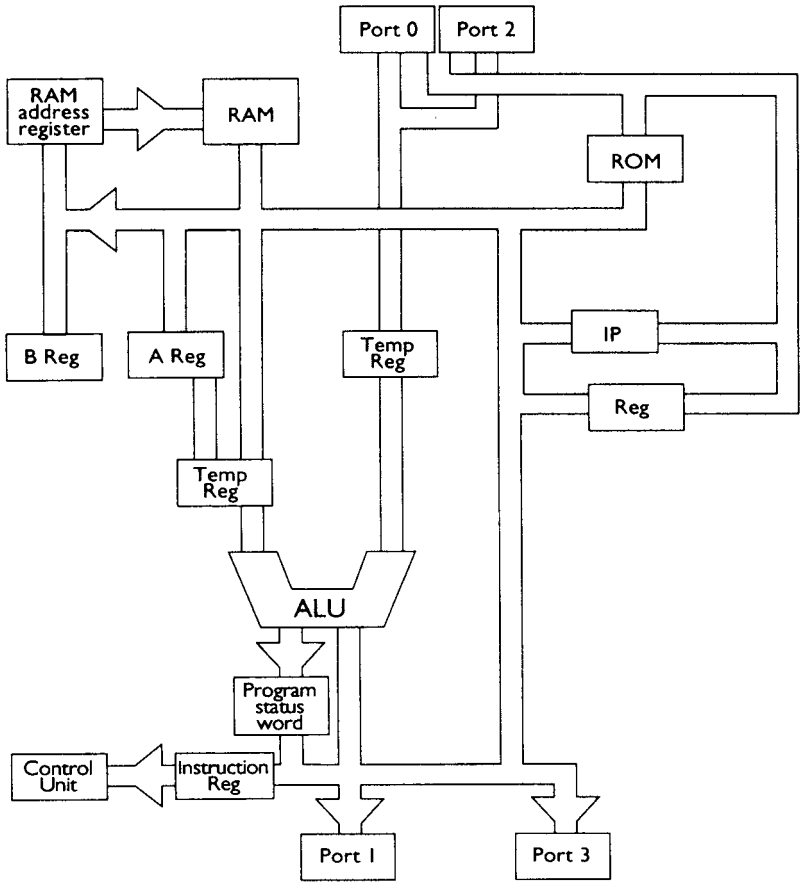 Port 0
Port 2
RAM
address
register
RAM
ROM
B Reg
A Reg
Temp
Reg
IP
Reg
Temp
Reg
ALU
Program
status
word
Control
Unit
Instruction
Reg
Port 1
Port 3